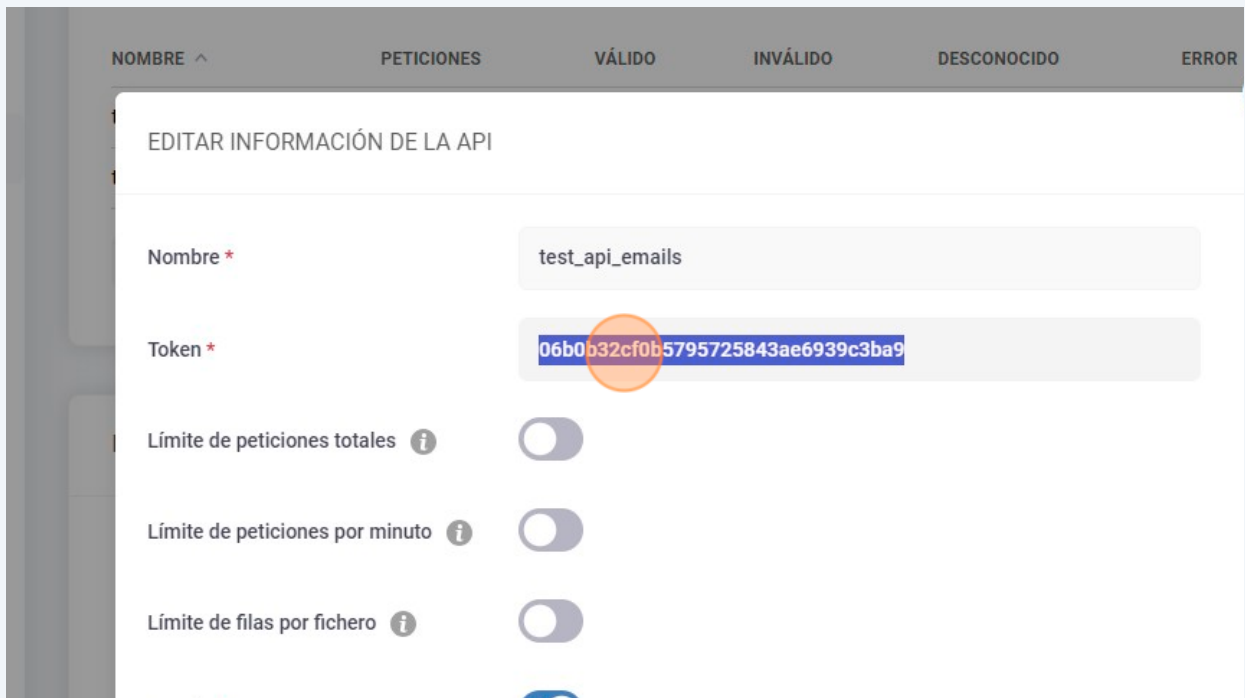 NOMBRE PETICIONES VÁLIDO INVÁLIDO DESCONOCIDO ERROR
EDITAR INFORMACIÓN DE LA API
Nombre * test_api_emails
Token * 06b0b32cf0b5795725843ae6939c3ba9
Límite de peticiones totales
Límite de peticiones por minuto
Límite de filas por fichero